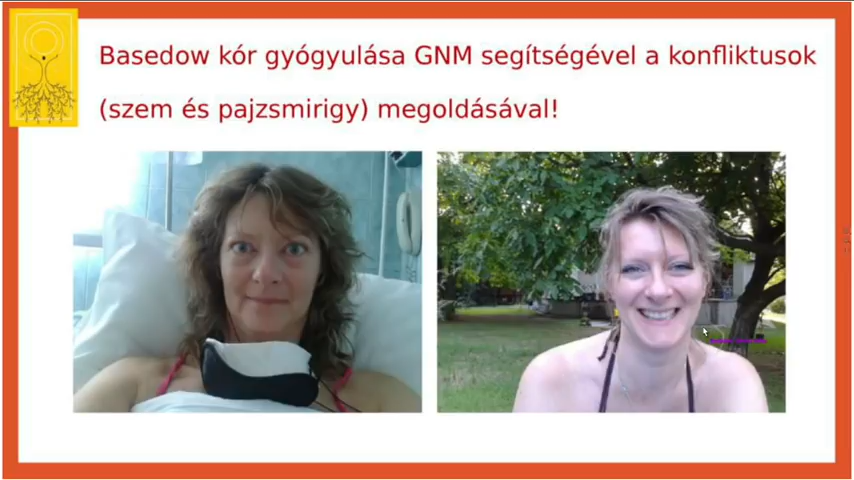 Basedow kór gyógyulása GNM segítségével a konfliktusok
(szem és pajzsmirigy) megoldásával!